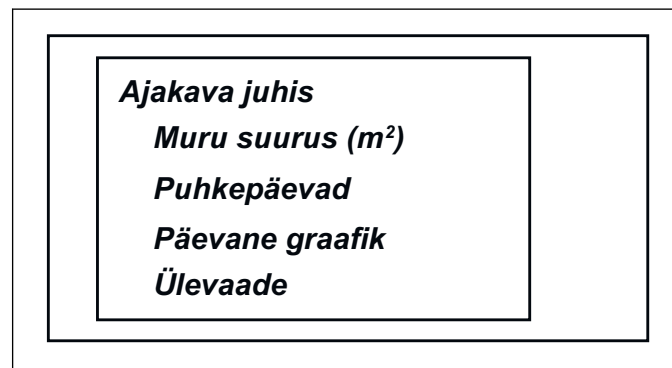 Ajakava juhis
Muru suurus (m²)
Puhkepäevad
Päevane graafik
Ülevaade